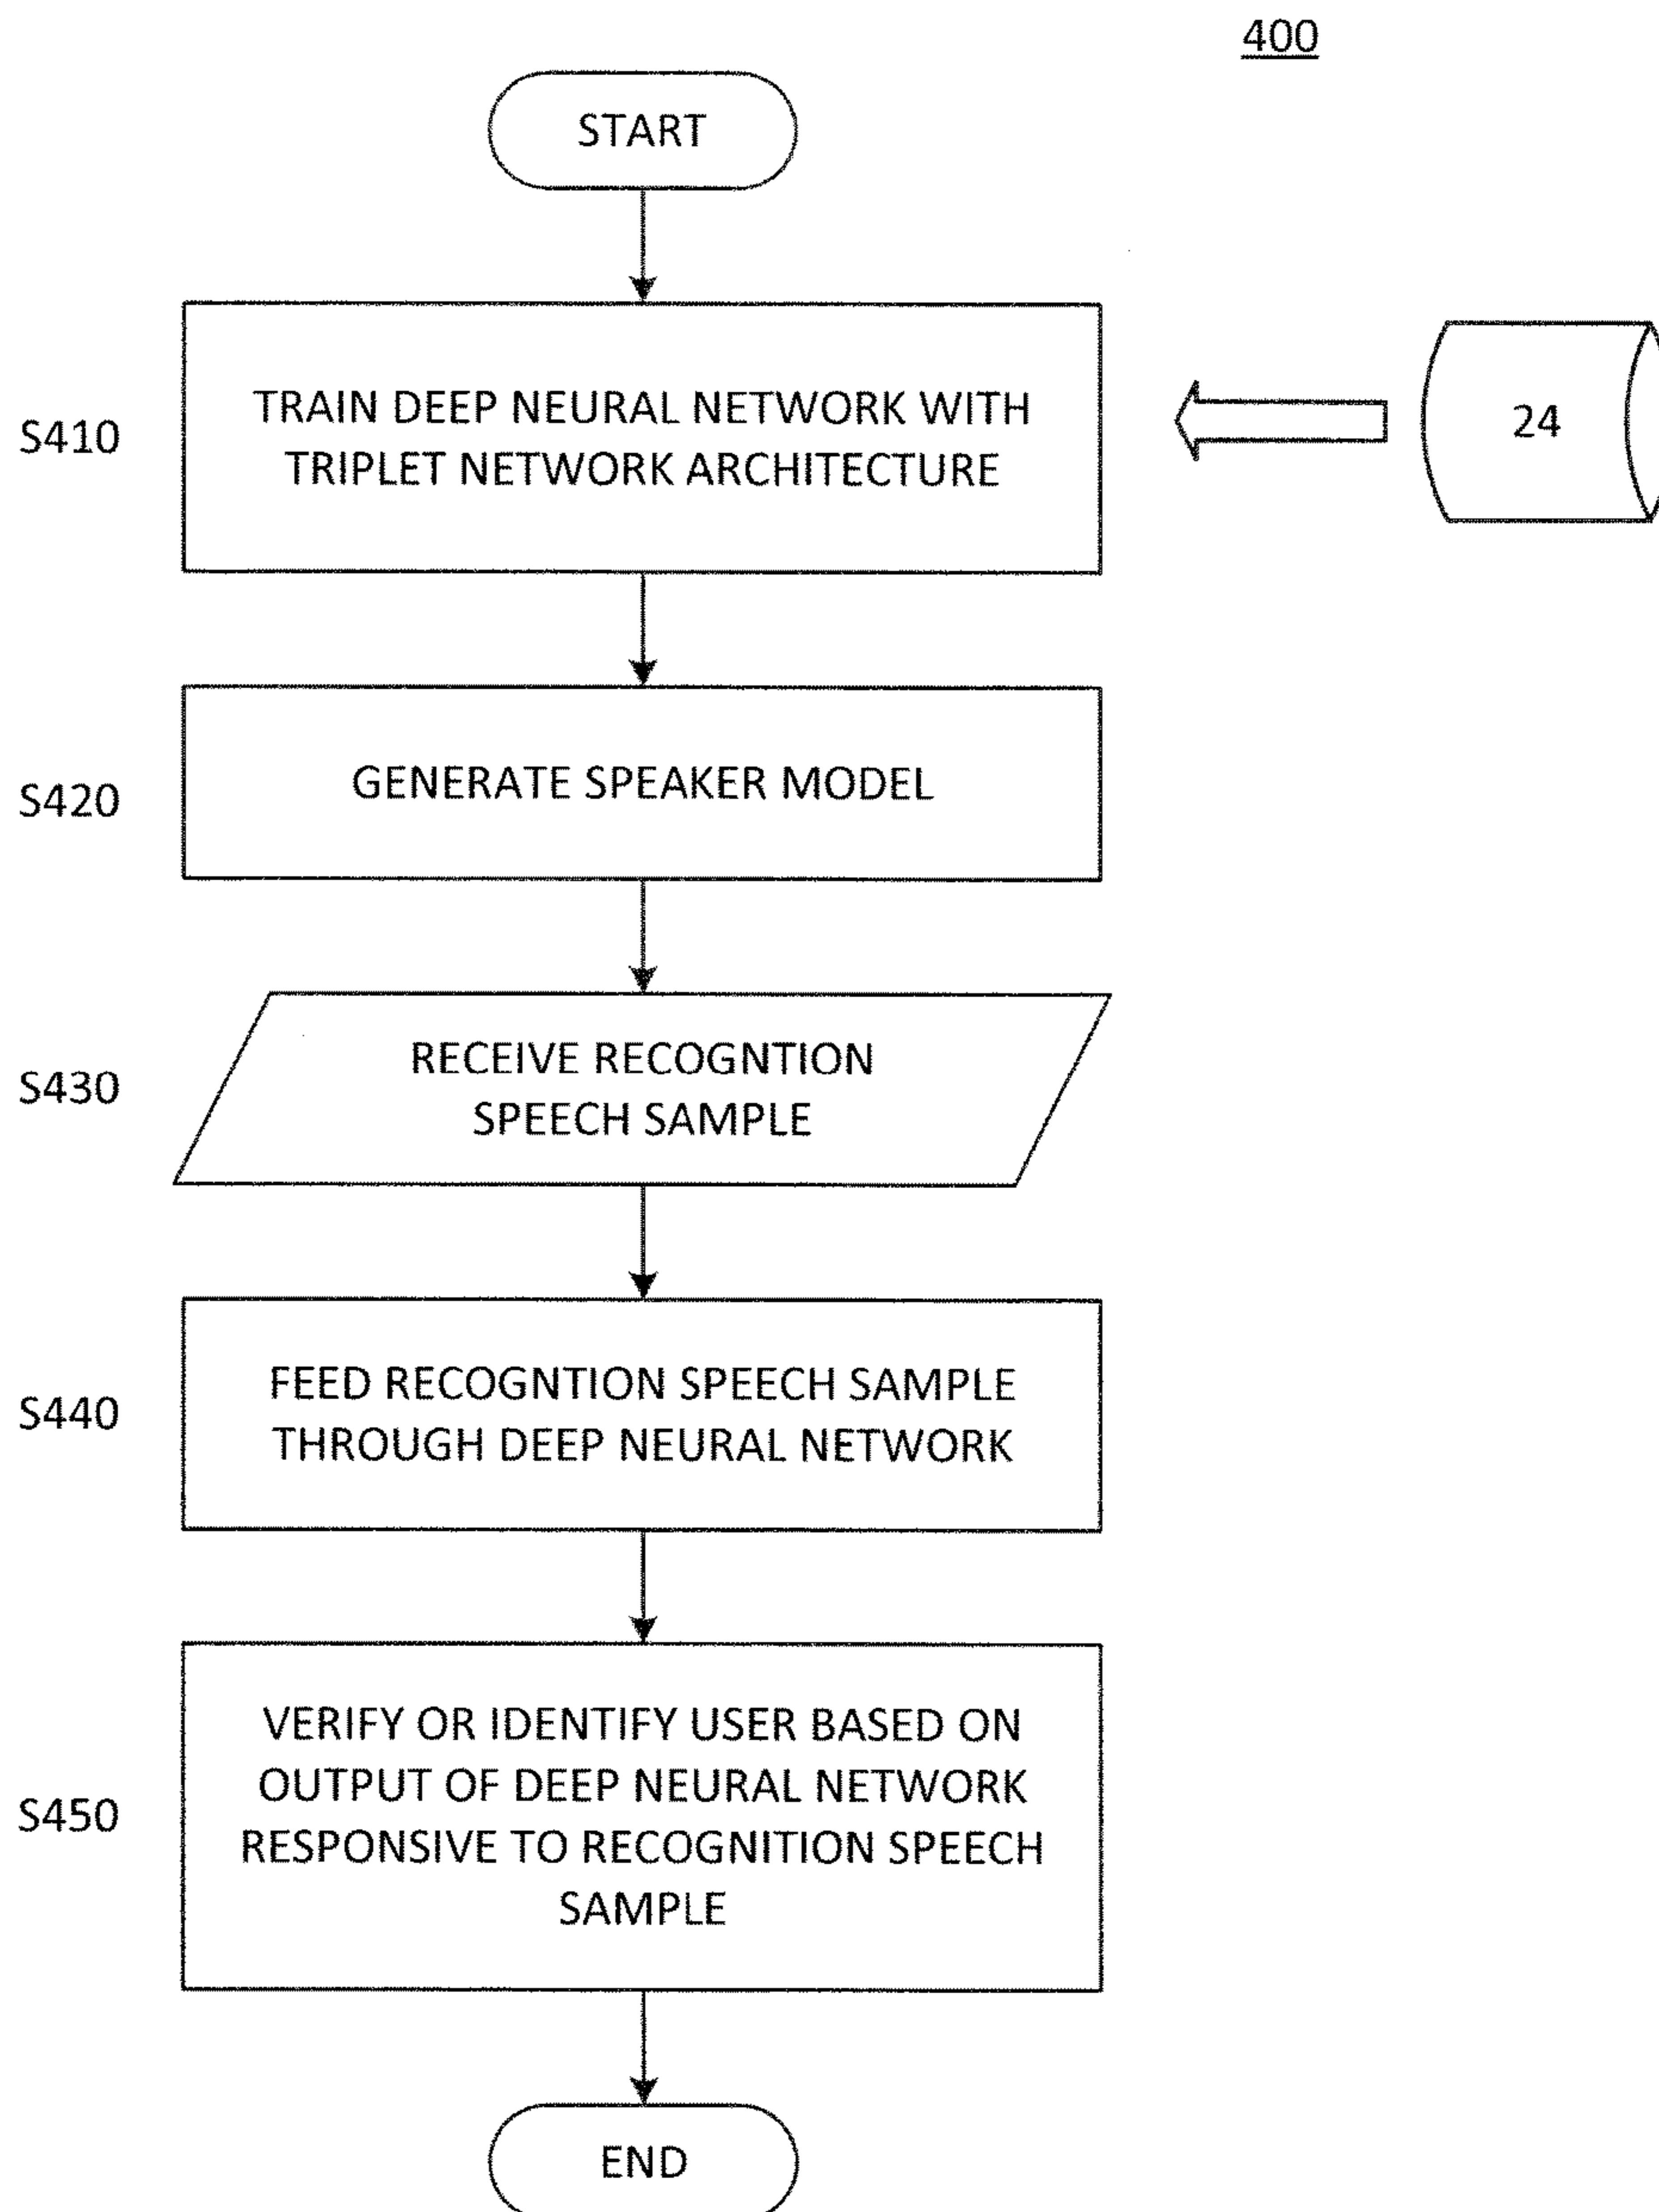 400
START
S410
TRAIN DEEP NEURAL NETWORK WITH
TRIPLET NETWORK ARCHITECTURE
24
S420
GENERATE SPEAKER MODEL
S430
RECEIVE RECOGNTION
SPEECH SAMPLE
S440
FEED RECOGNTION SPEECH SAMPLE
THROUGH DEEP NEURAL NETWORK
S450
VERIFY OR IDENTIFY USER BASED ON
OUTPUT OF DEEP NEURAL NETWORK
RESPONSIVE TO RECOGNITION SPEECH
SAMPLE
END